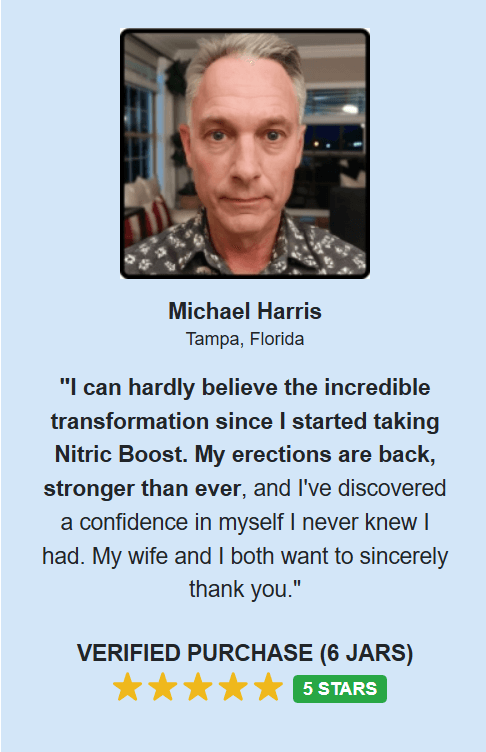 Michael Harris
Tampa, Florida
"I can hardly believe the incredible
transformation since I started taking
Nitric Boost. My erections are back,
stronger than ever, and I've discovered
a confidence in myself I never knew I
had. My wife and I both want to sincerely
thank you."
VERIFIED PURCHASE (6 JARS)
5 STARS